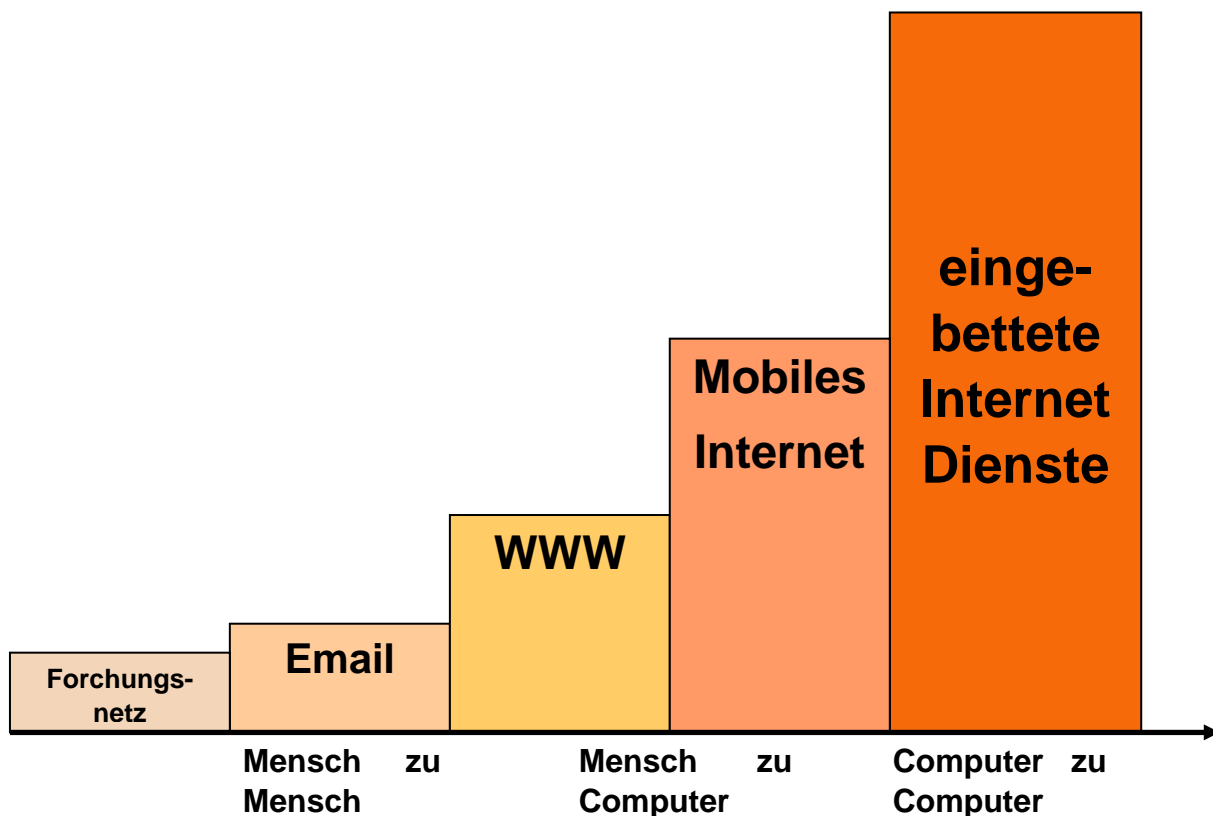 Forchungs-
netz
Email
WWW
Mobiles
Internet
einge-
bettete
Internet
Dienste
Mensch zu
Mensch
Mensch zu
Computer
Computer zu
Computer